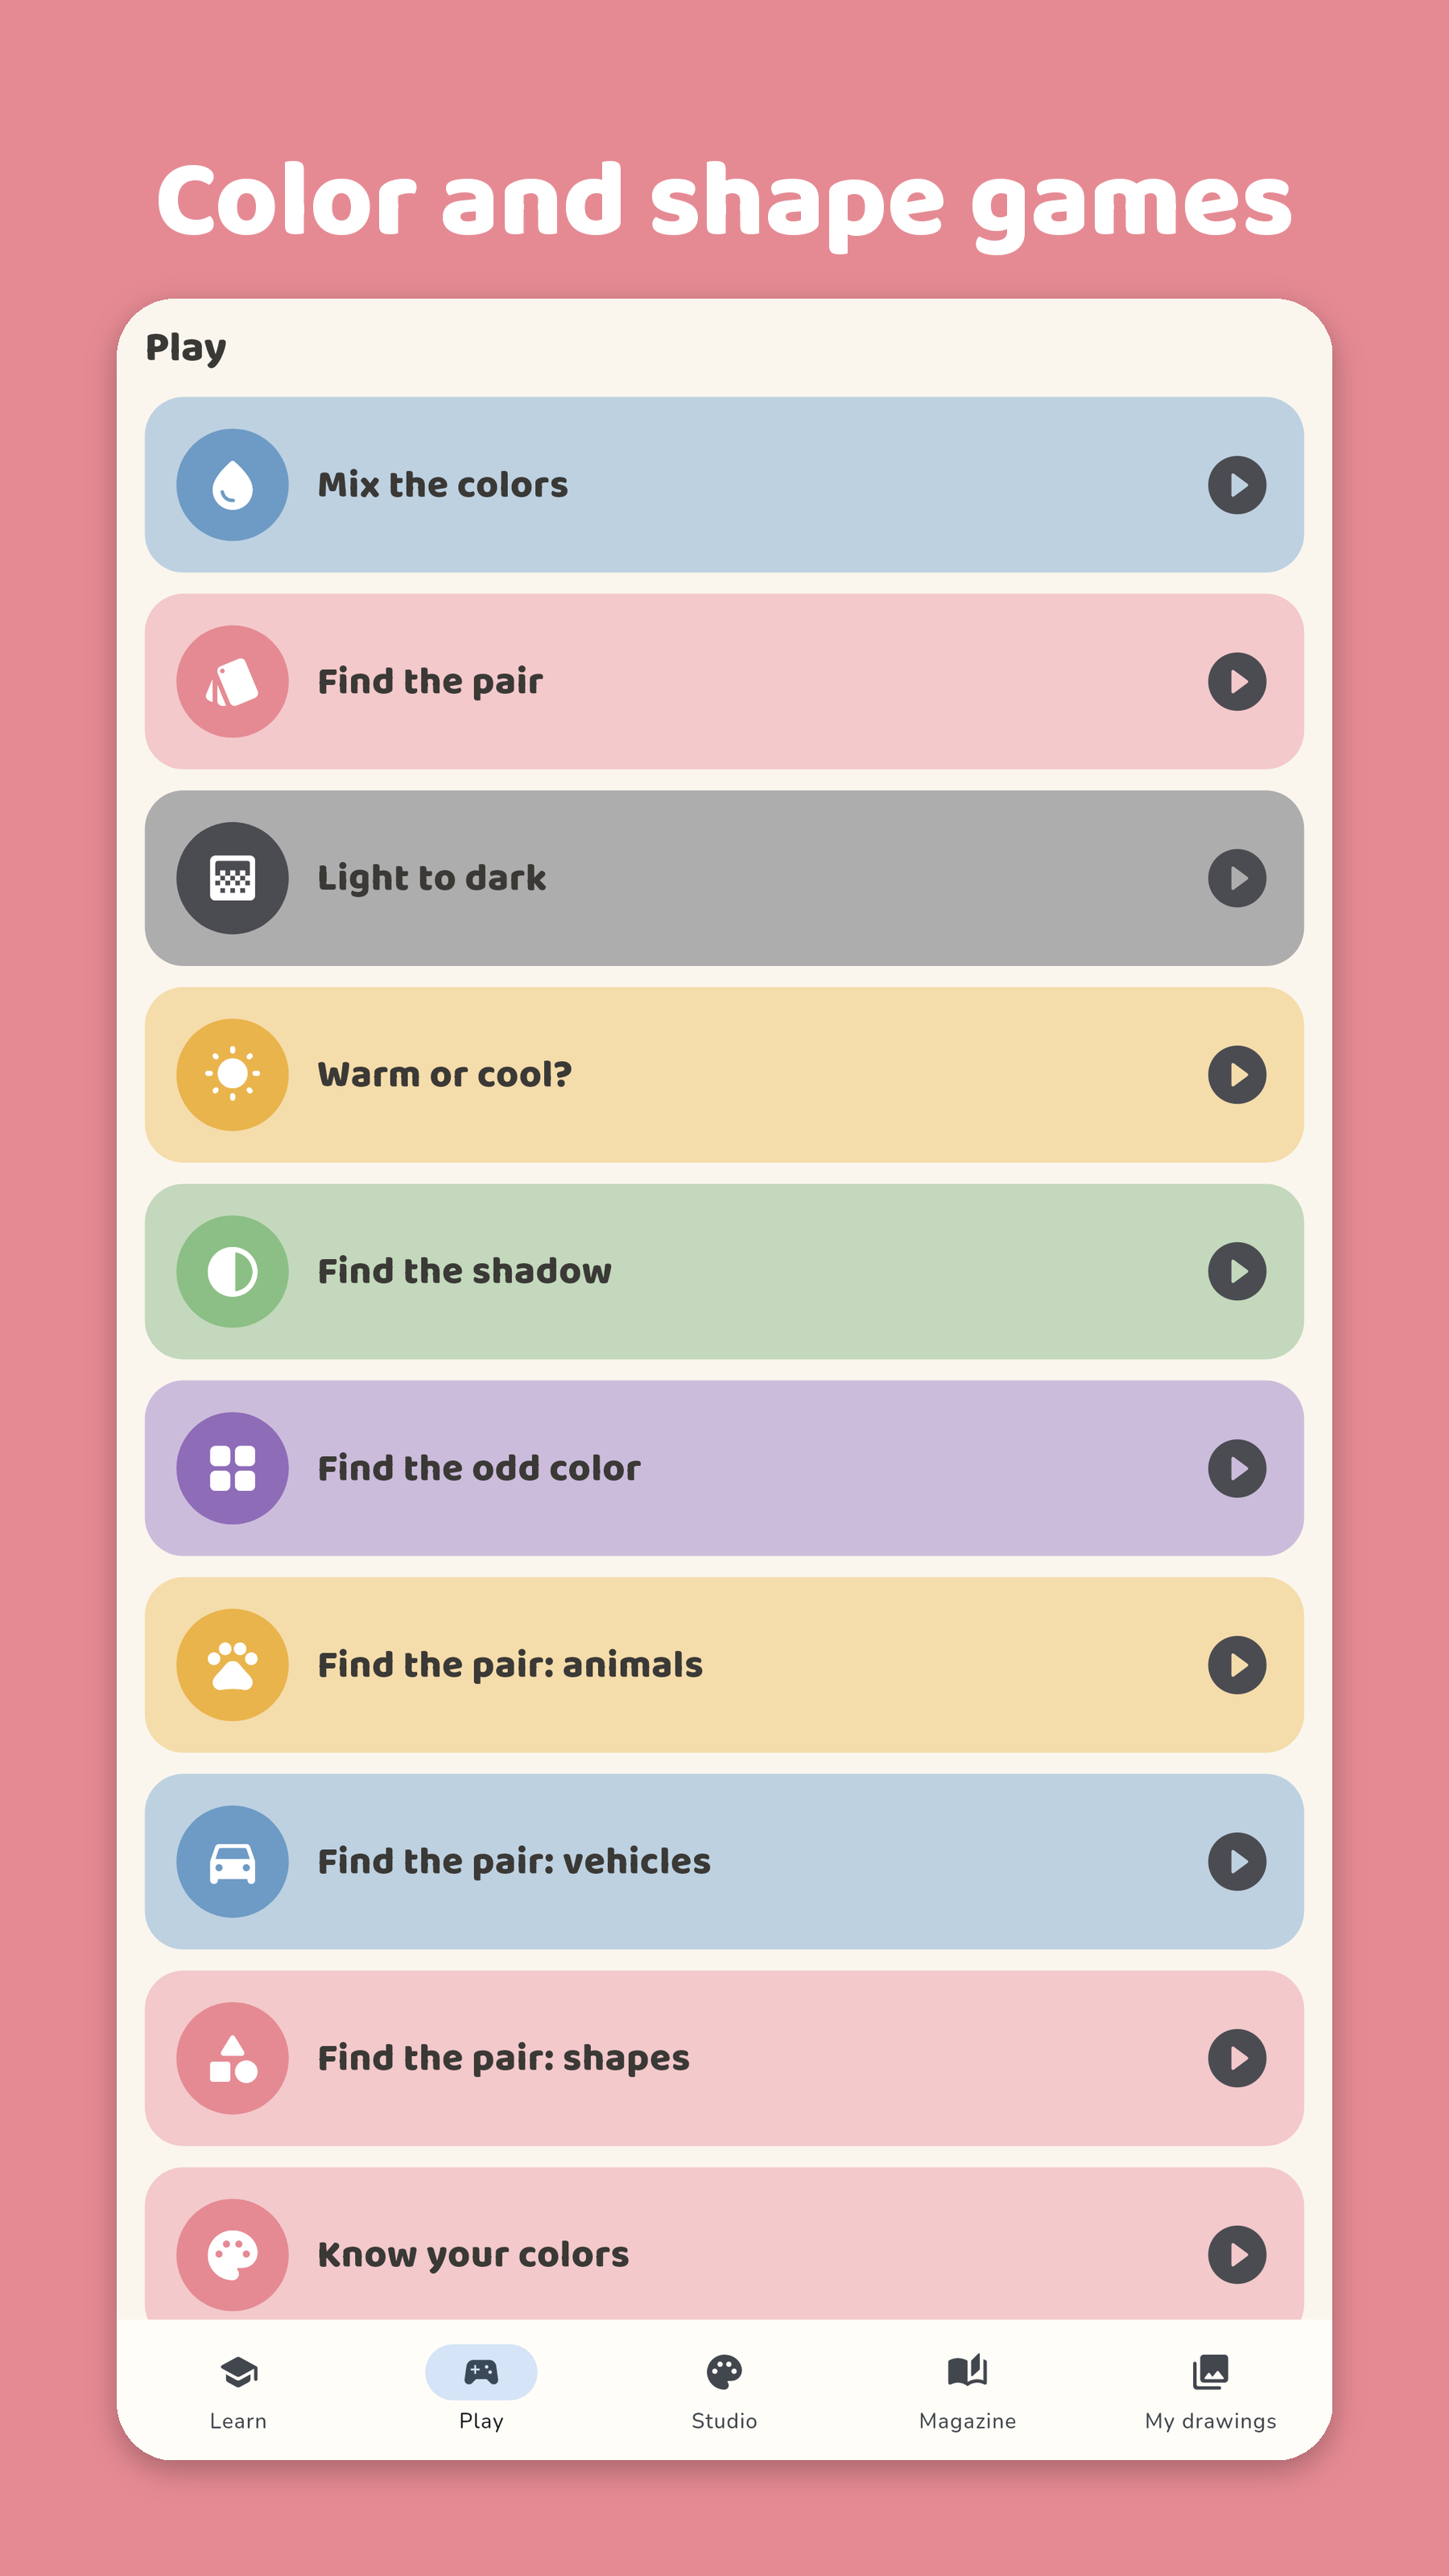 Color and shape games
Play
Mix the colors
Find the pair
Light to dark
Warm or cool?
Find the shadow
Find the odd color
Find the pair: animals
Find the pair: vehicles
Find the pair: shapes
Know your colors
Learn
Play
Studio
Magazine
My drawings